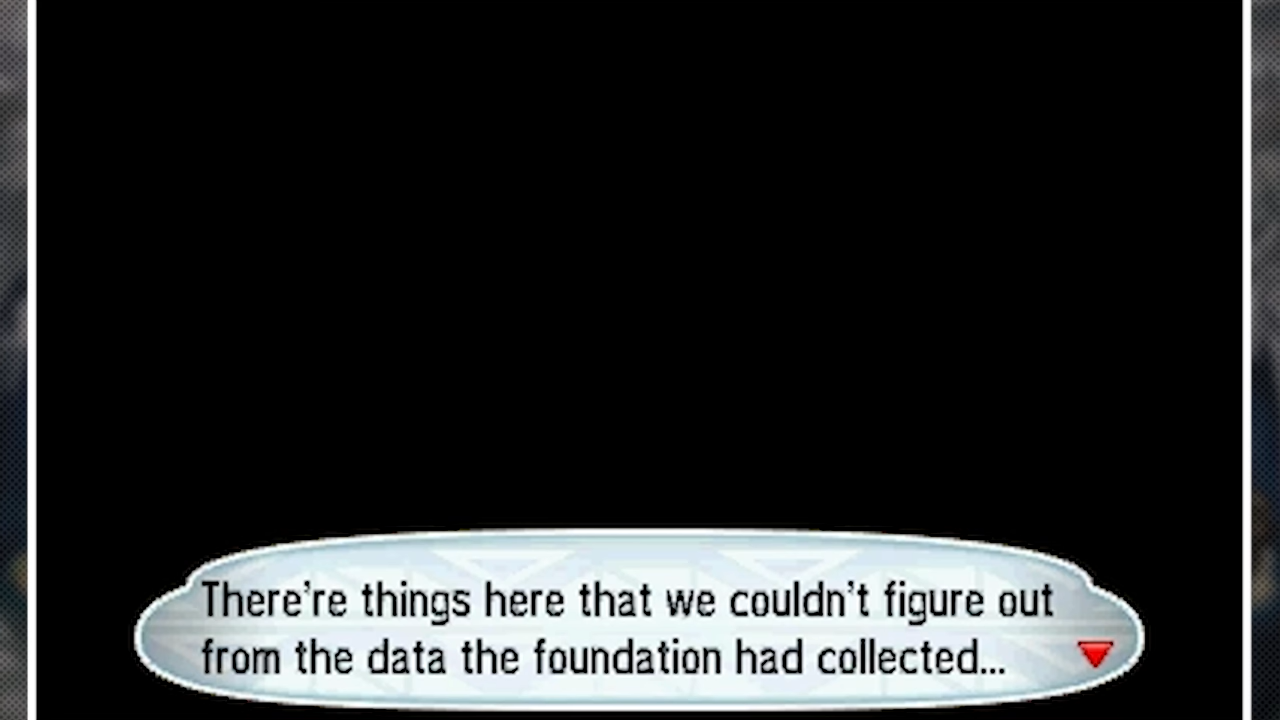 There're things here that we couldn't figure out
from the data the foundation had collected...